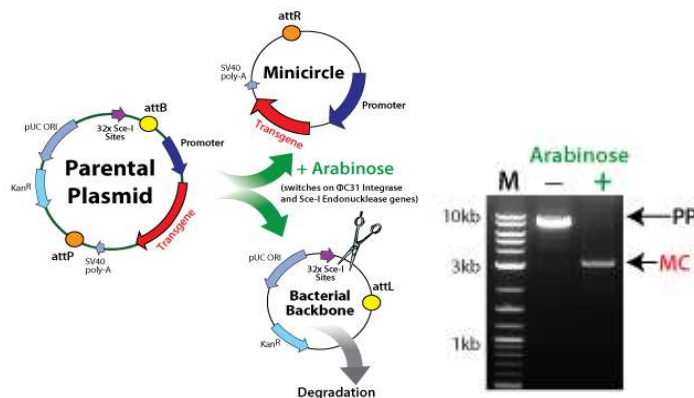 attR
SV40
poly-A
Minicircle
Promoter
Transgene
attB
32x Sce-I
Sites
pUC ORI
Promoter
Parental
Plasmid
KanR
Transgene
attP
SV40
poly-A
+ Arabinose
(switches on ΦC31 Integrase
and Sce-I Endonuclease genes)
pUC ORI
32x Sce-I
Sites
attL
Bacterial
Backbone
KanR
Degradation
Arabinose
M − +
10kb
PP
3kb
MC
1kb